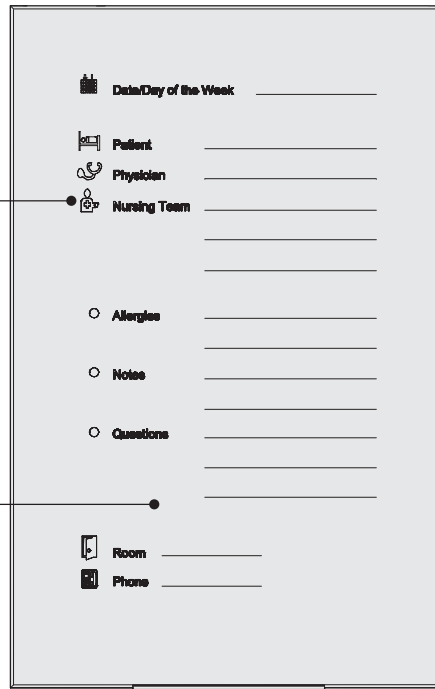 Date/Day of the Week
Patient
Physician
Nursing Team
Allergies
Notes
Questions
Room
Phone